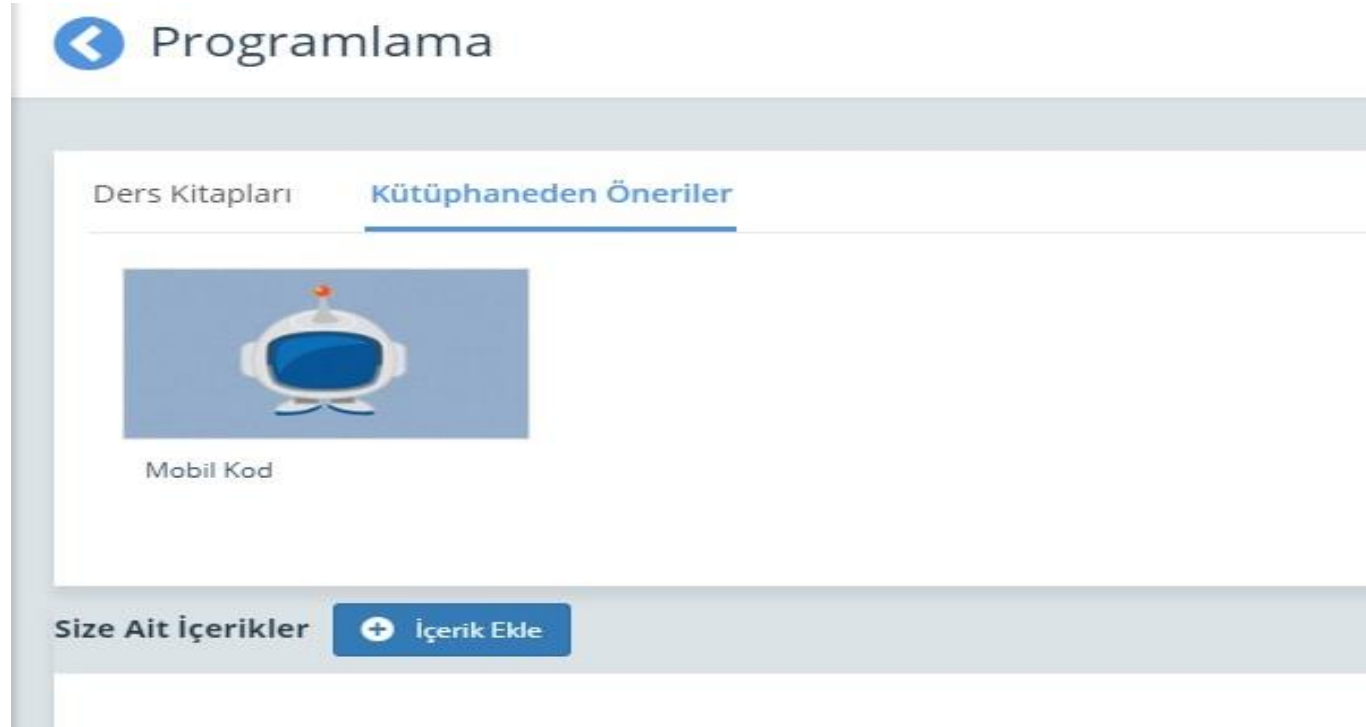 Programlama
Ders Kitapları Kütüphaneden Öneriler
Mobil Kod
Size Ait İçerikler İçerik Ekle